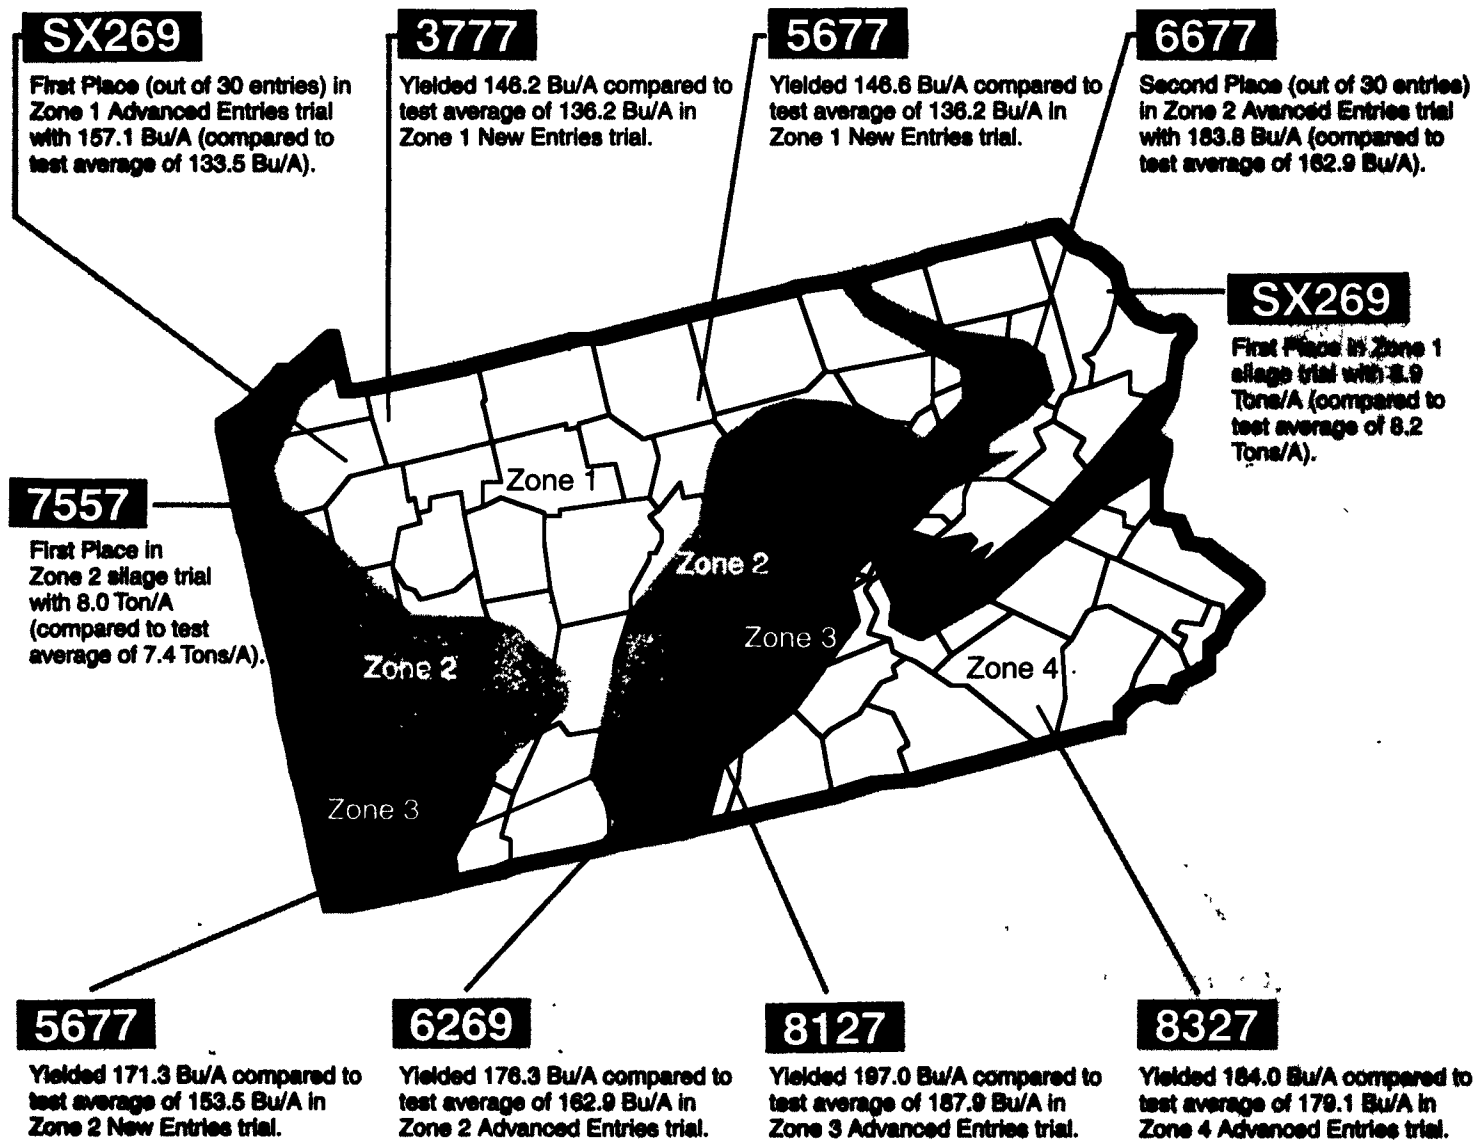 SX269
First Place (out of 30 entries) in
Zone 1 Advanced Entries trial
with 157.1 Bu/A (compared to
test average of 133.5 Bu/A).
3777
Yielded 146.2 Bu/A compared to
test average of 136.2 Bu/A in
Zone 1 New Entries trial.
5677
Yielded 146.6 Bu/A compared to
test average of 136.2 Bu/A in
Zone 1 New Entries trial.
6677
Second Place (out of 30 entries)
in Zone 2 Avanced Entries trial
with 183.8 Bu/A (compared to
test average of 162.9 Bu/A).
SX269
First Place in Zone 1
silage trial with 8.9
Tons/A (compared to
test average of 8.2
Tons/A).
7557
First Place in
Zone 2 silage trial
with 8.0 Ton/A
(compared to test
average of 7.4 Tons/A).
Zone 1
Zone 2
Zone 3
Zone 2
Zone 4
Zone 3
5677
Yielded 171.3 Bu/A compared to
test average of 153.5 Bu/A in
Zone 2 New Entries trial.
6269
Yielded 176.3 Bu/A compared to
test average of 162.9 Bu/A in
Zone 2 Advanced Entries trial.
8127
Yielded 197.0 Bu/A compared to
test average of 187.9 Bu/A in
Zone 3 Advanced Entries trial.
8327
Yielded 184.0 Bu/A compared to
test average of 179.1 Bu/A in
Zone 4 Advanced Entries trial.